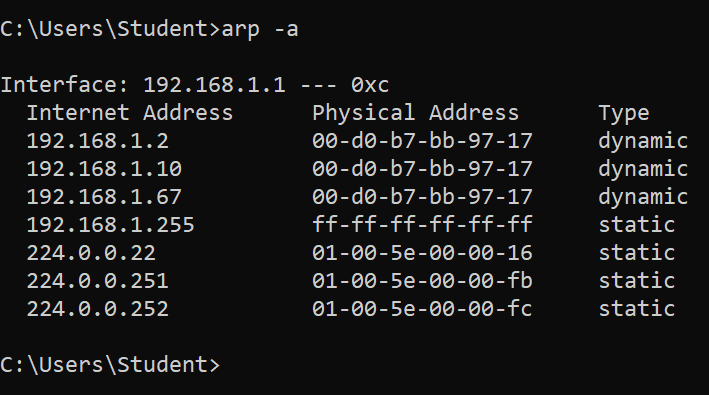 C:\Users\Student>arp -a
Interface: 192.168.1.1 --- 0xc
Internet Address Physical Address Type
192.168.1.2 00-d0-b7-bb-97-17 dynamic
192.168.1.10 00-d0-b7-bb-97-17 dynamic
192.168.1.67 00-d0-b7-bb-97-17 dynamic
192.168.1.255 ff-ff-ff-ff-ff-ff static
224.0.0.22 01-00-5e-00-00-16 static
224.0.0.251 01-00-5e-00-00-fb static
224.0.0.252 01-00-5e-00-00-fc static
C:\Users\Student>